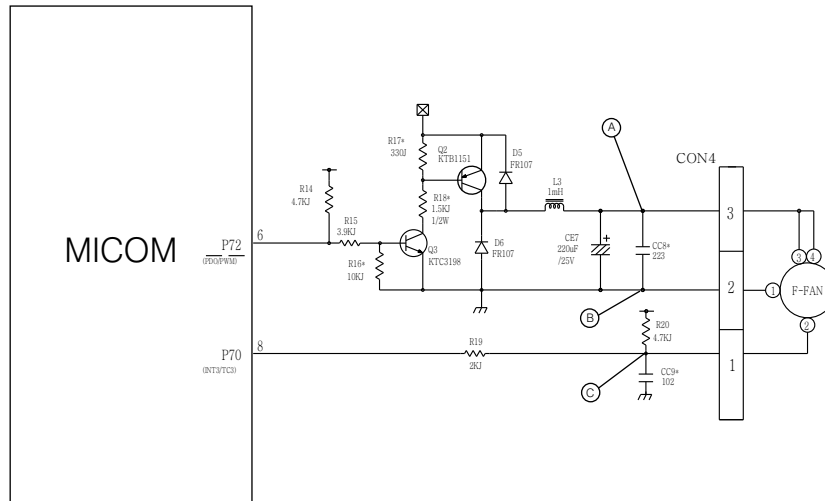 MICOM
P72
(PDO/PWM)
6
P70
(INT3/TC3)
8
R14
4.7KJ
R15
3.9KJ
R16*
10KJ
R17*
330J
Q2
KTB1151
R18*
1.5KJ
1/2W
Q3
KTC3198
D5
FR107
D6
FR107
L3
1mH
CE7
220uF
/25V
+
CC8*
223
A
B
C
R19
2KJ
R20
4.7KJ
CC9*
102
CON4
3
2
1
3
4
1
F-FAN
2